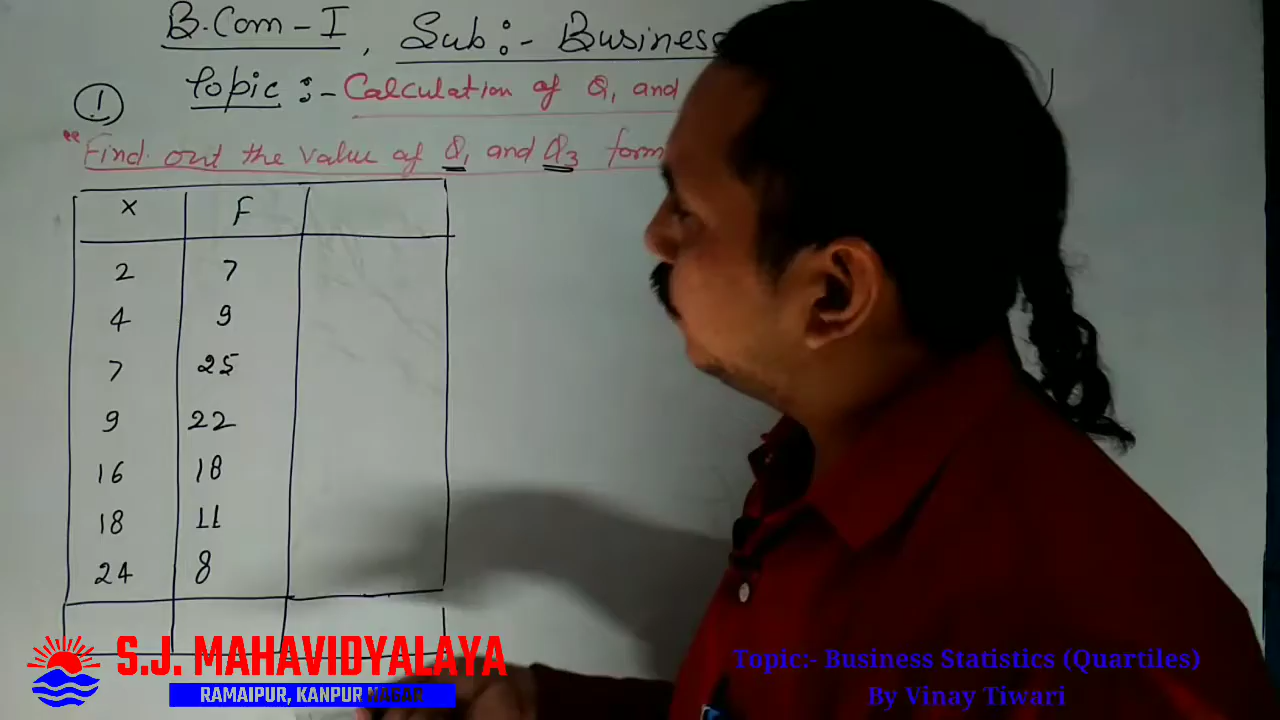 B.Com - I, Sub :- Business
① Topic :- Calculation of Q1 and
"Find out the value of Q1 and Q3 form
X F
2 7
4 9
7 25
9 22
16 18
18 11
24 8
S.J. MAHAVIDYALAYA
RAMAIPUR, KANPUR NAGAR
Topic:- Business Statistics (Quartiles)
By Vinay Tiwari